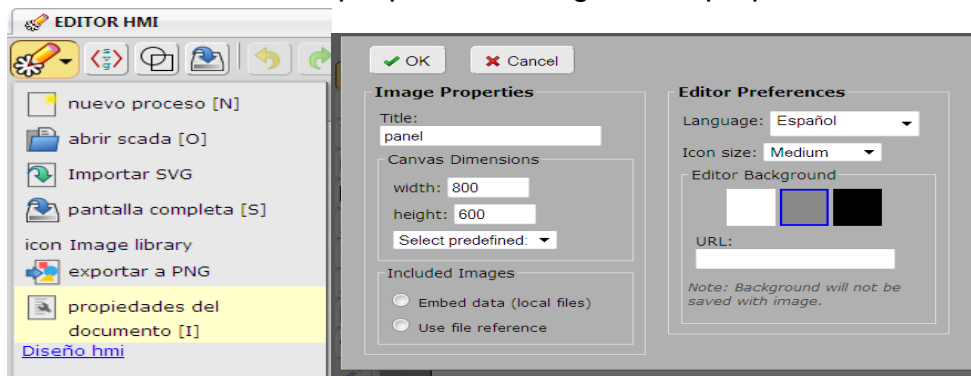 EDITOR HMI
nuevo proceso [N]
abrir scada [O]
Importar SVG
pantalla completa [S]
icon Image library
exportar a PNG
propiedades del
documento [I]
Diseño hmi
OK
Cancel
Image Properties
Title:
panel
Canvas Dimensions
width: 800
height: 600
Select predefined:
Included Images
Embed data (local files)
Use file reference
Editor Preferences
Language: Español
Icon size: Medium
Editor Background
URL:
Note: Background will not be
saved with image.